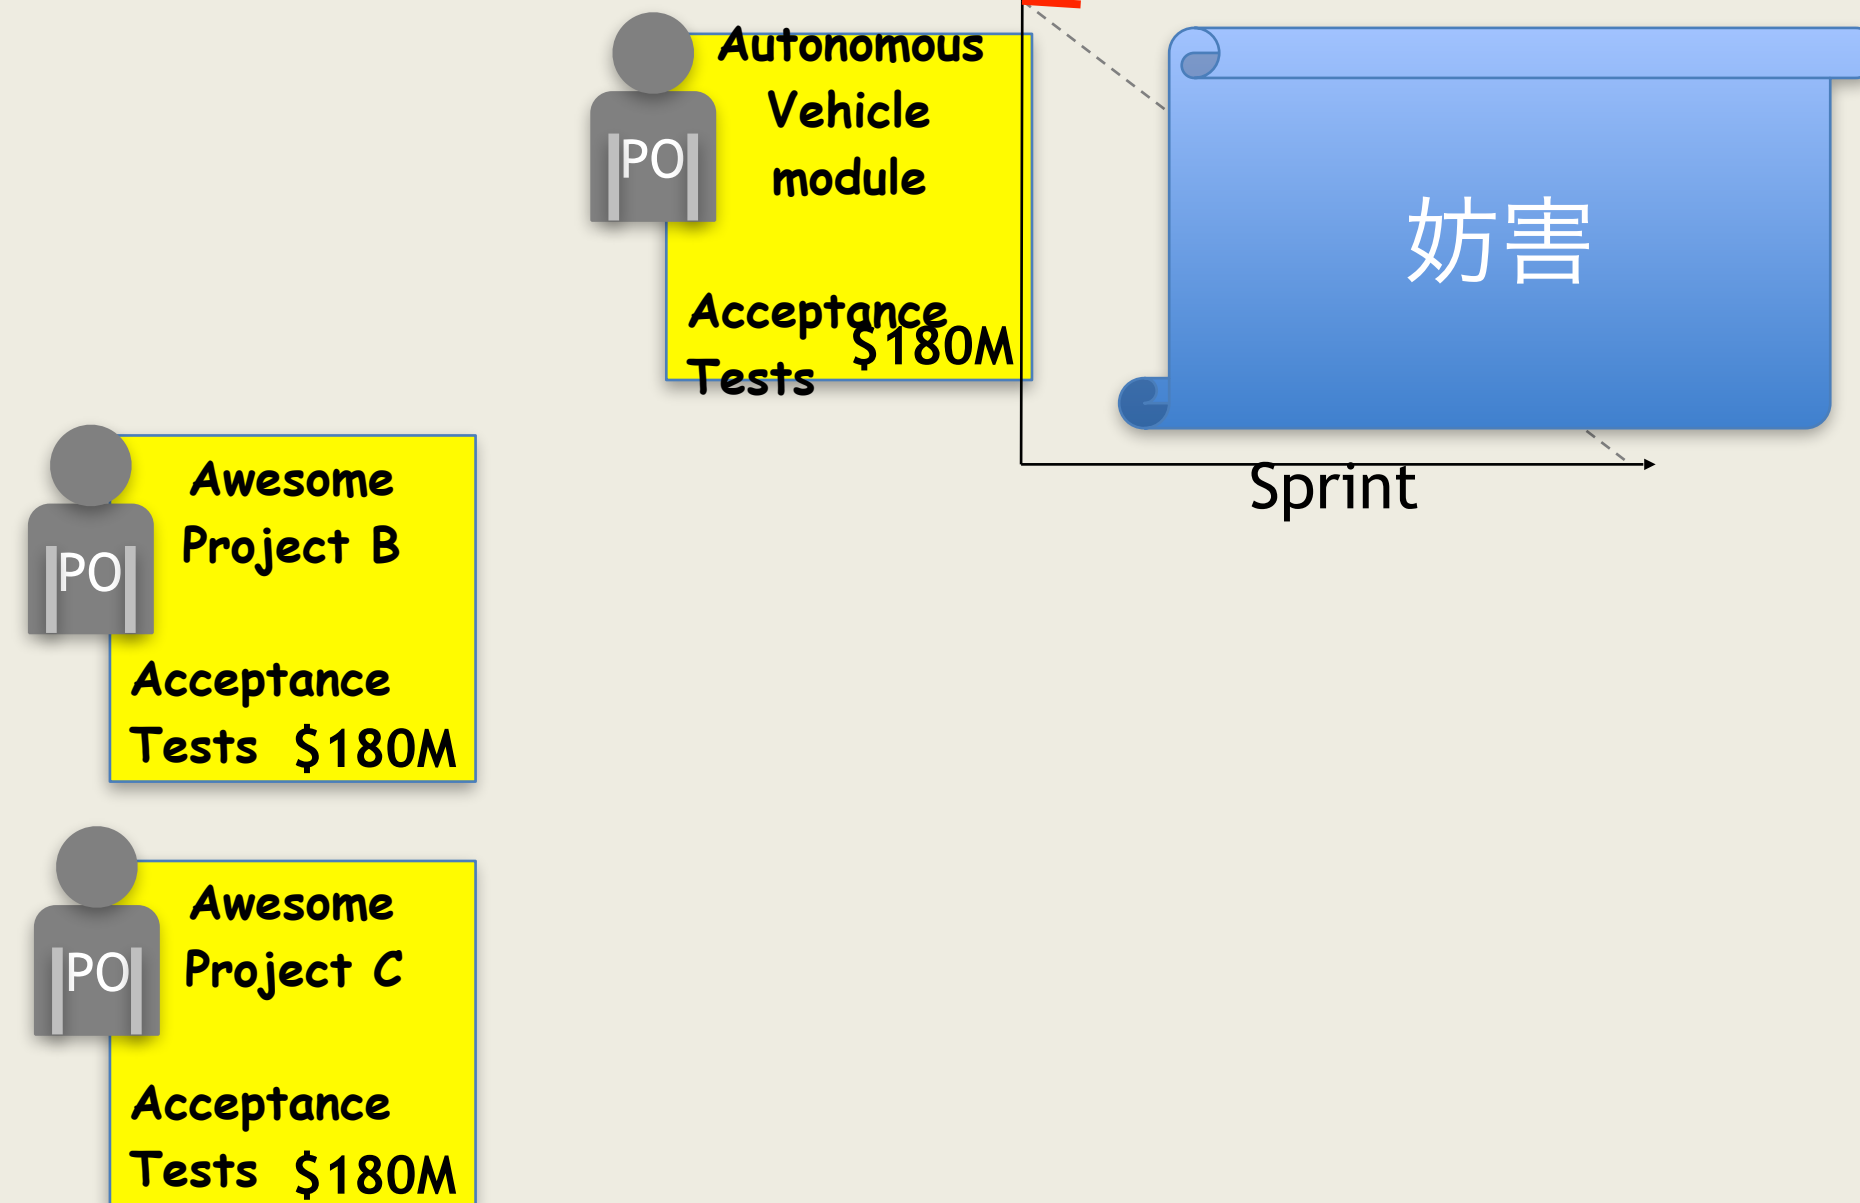 PO
Autonomous
Vehicle
module
Acceptance
Tests
$180M
妨害
Sprint
PO
Awesome
Project B
Acceptance
Tests $180M
PO
Awesome
Project C
Acceptance
Tests $180M